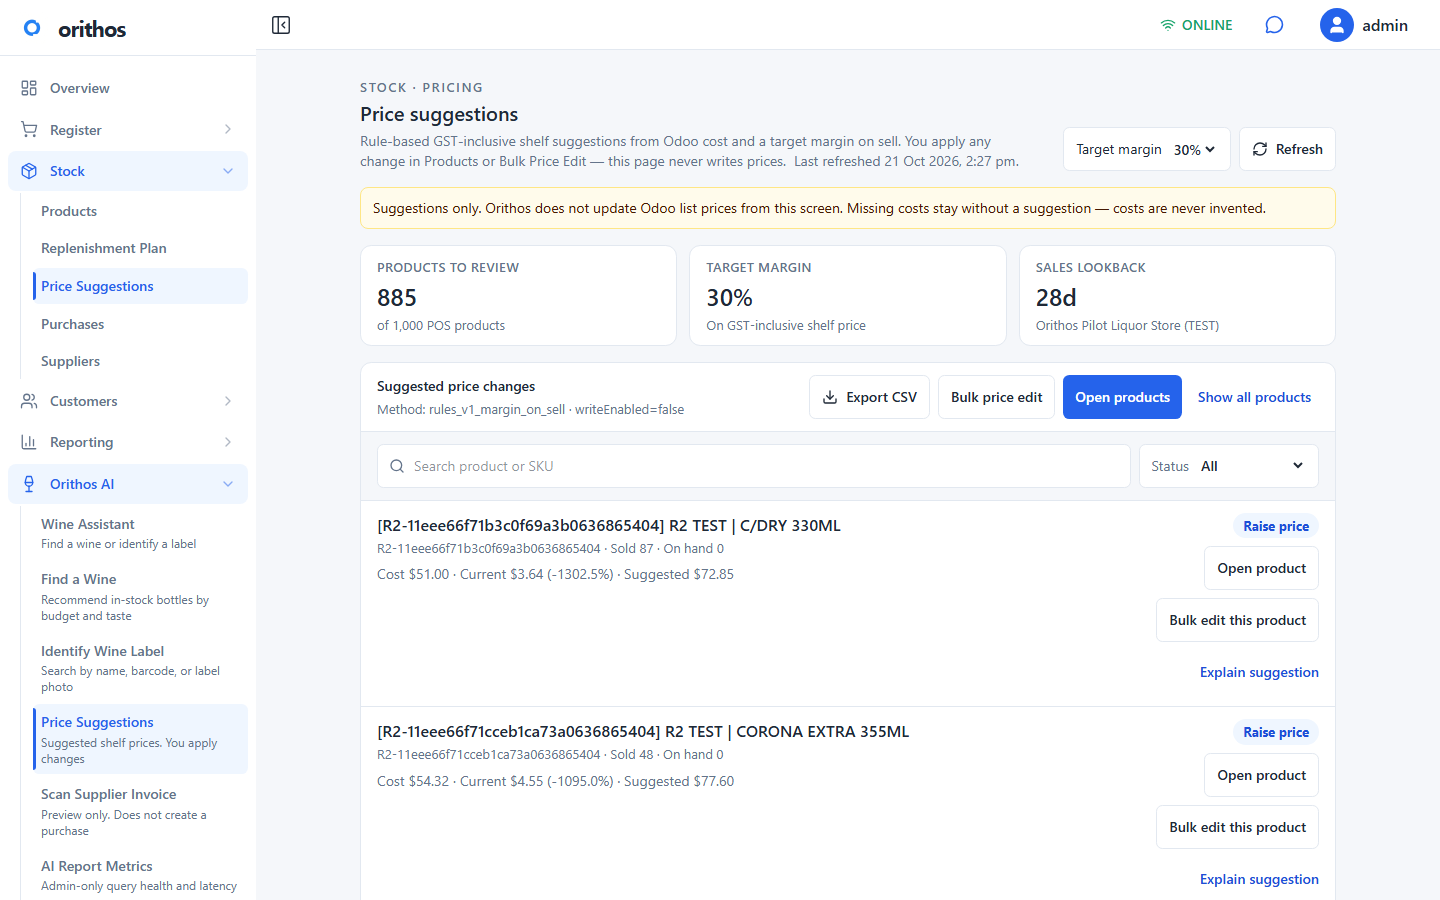 orithos
ONLINE
admin
Overview
Register
Stock
Products
Replenishment Plan
Price Suggestions
Purchases
Suppliers
Customers
Reporting
Orithos AI
Wine Assistant
Find a wine or identify a label
Find a Wine
Recommend in-stock bottles by
budget and taste
Identify Wine Label
Search by name, barcode, or label
photo
Price Suggestions
Suggested shelf prices. You apply
changes
Scan Supplier Invoice
Preview only. Does not create a
purchase
AI Report Metrics
Admin-only query health and latency
STOCK · PRICING
Price suggestions
Rule-based GST-inclusive shelf suggestions from Odoo cost and a target margin on sell. You apply any
change in Products or Bulk Price Edit — this page never writes prices. Last refreshed 21 Oct 2026, 2:27 pm.
Target margin 30%
Refresh
Suggestions only. Orithos does not update Odoo list prices from this screen. Missing costs stay without a suggestion — costs are never invented.
PRODUCTS TO REVIEW
885
of 1,000 POS products
TARGET MARGIN
30%
On GST-inclusive shelf price
SALES LOOKBACK
28d
Orithos Pilot Liquor Store (TEST)
Suggested price changes
Method: rules_v1_margin_on_sell · writeEnabled=false
Export CSV
Bulk price edit
Open products
Show all products
Search product or SKU
Status All
[R2-11eee66f71b3c0f69a3b0636865404] R2 TEST | C/DRY 330ML
R2-11eee66f71b3c0f69a3b0636865404 · Sold 87 · On hand 0
Cost $51.00 · Current $3.64 (-1302.5%) · Suggested $72.85
Raise price
Open product
Bulk edit this product
Explain suggestion
[R2-11eee66f71cceb1ca73a0636865404] R2 TEST | CORONA EXTRA 355ML
R2-11eee66f71cceb1ca73a0636865404 · Sold 48 · On hand 0
Cost $54.32 · Current $4.55 (-1095.0%) · Suggested $77.60
Raise price
Open product
Bulk edit this product
Explain suggestion